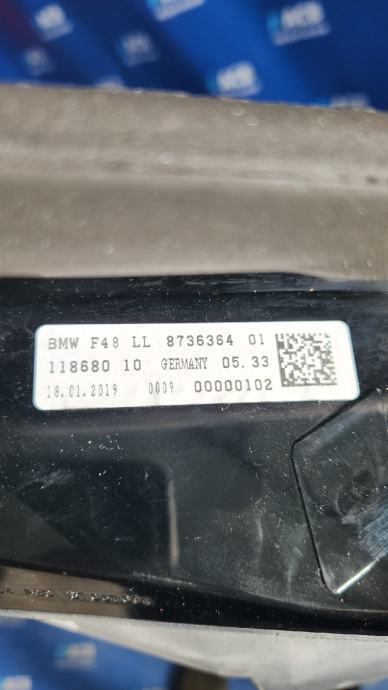 BMW F48 LL 8736364 01
118680 10 GERMANY 05.33
18.01.2019 0009 00000102